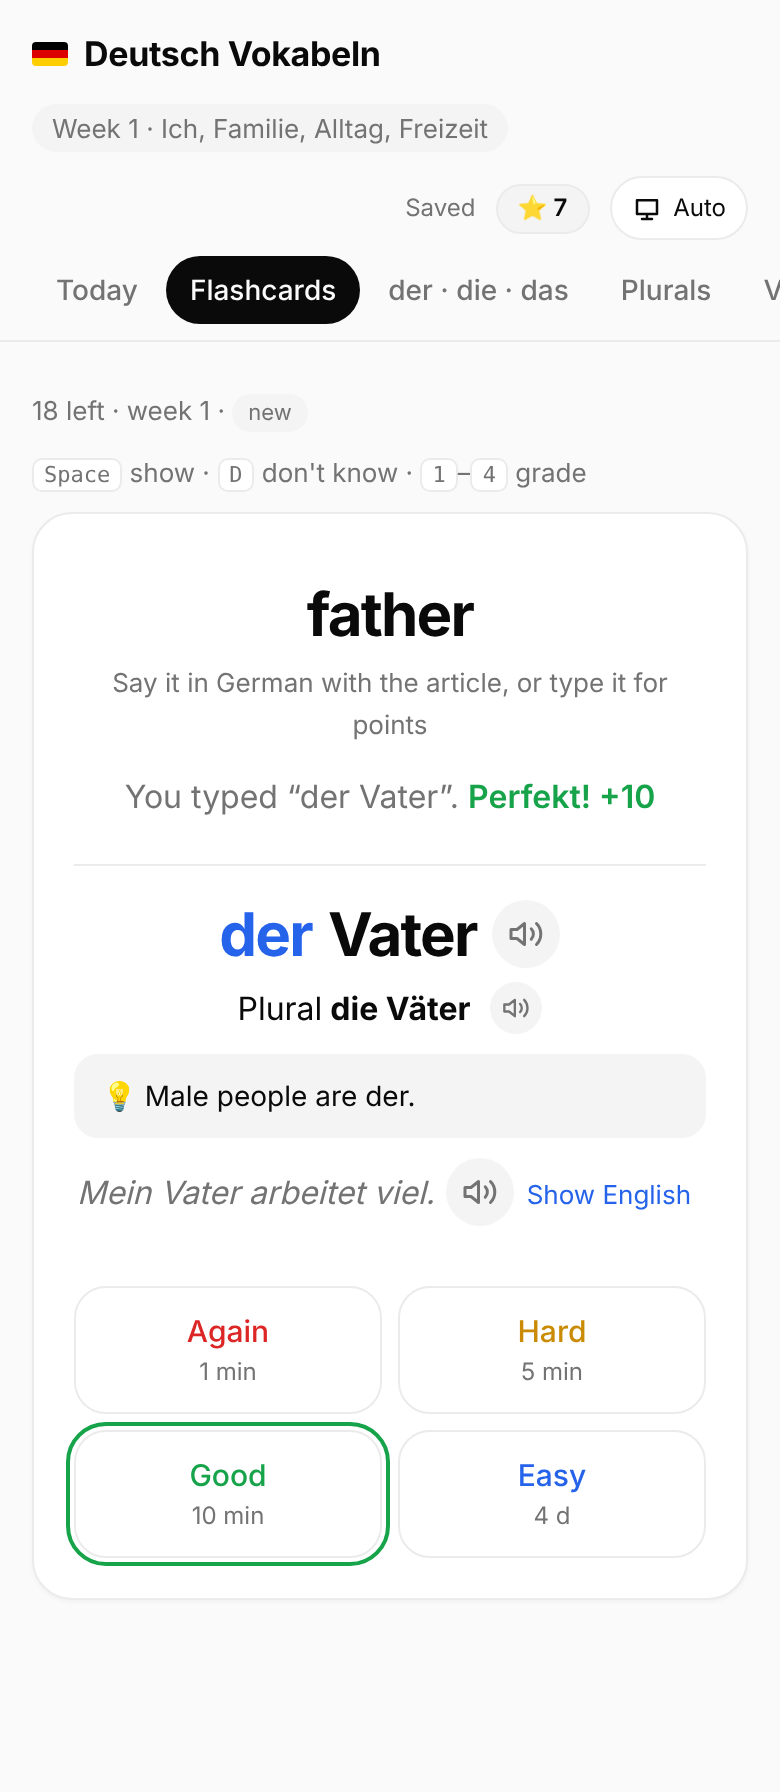 Deutsch Vokabeln
Week 1 · Ich, Familie, Alltag, Freizeit
Saved ⭐ 7 Auto
Today Flashcards der · die · das Plurals V
18 left · week 1 · new
Space show · D don't know · 1–4 grade
father
Say it in German with the article, or type it for
points
You typed “der Vater”. Perfekt! +10
der Vater
Plural die Väter
💡 Male people are der.
Mein Vater arbeitet viel. Show English
Again Hard
1 min 5 min
Good Easy
10 min 4 d